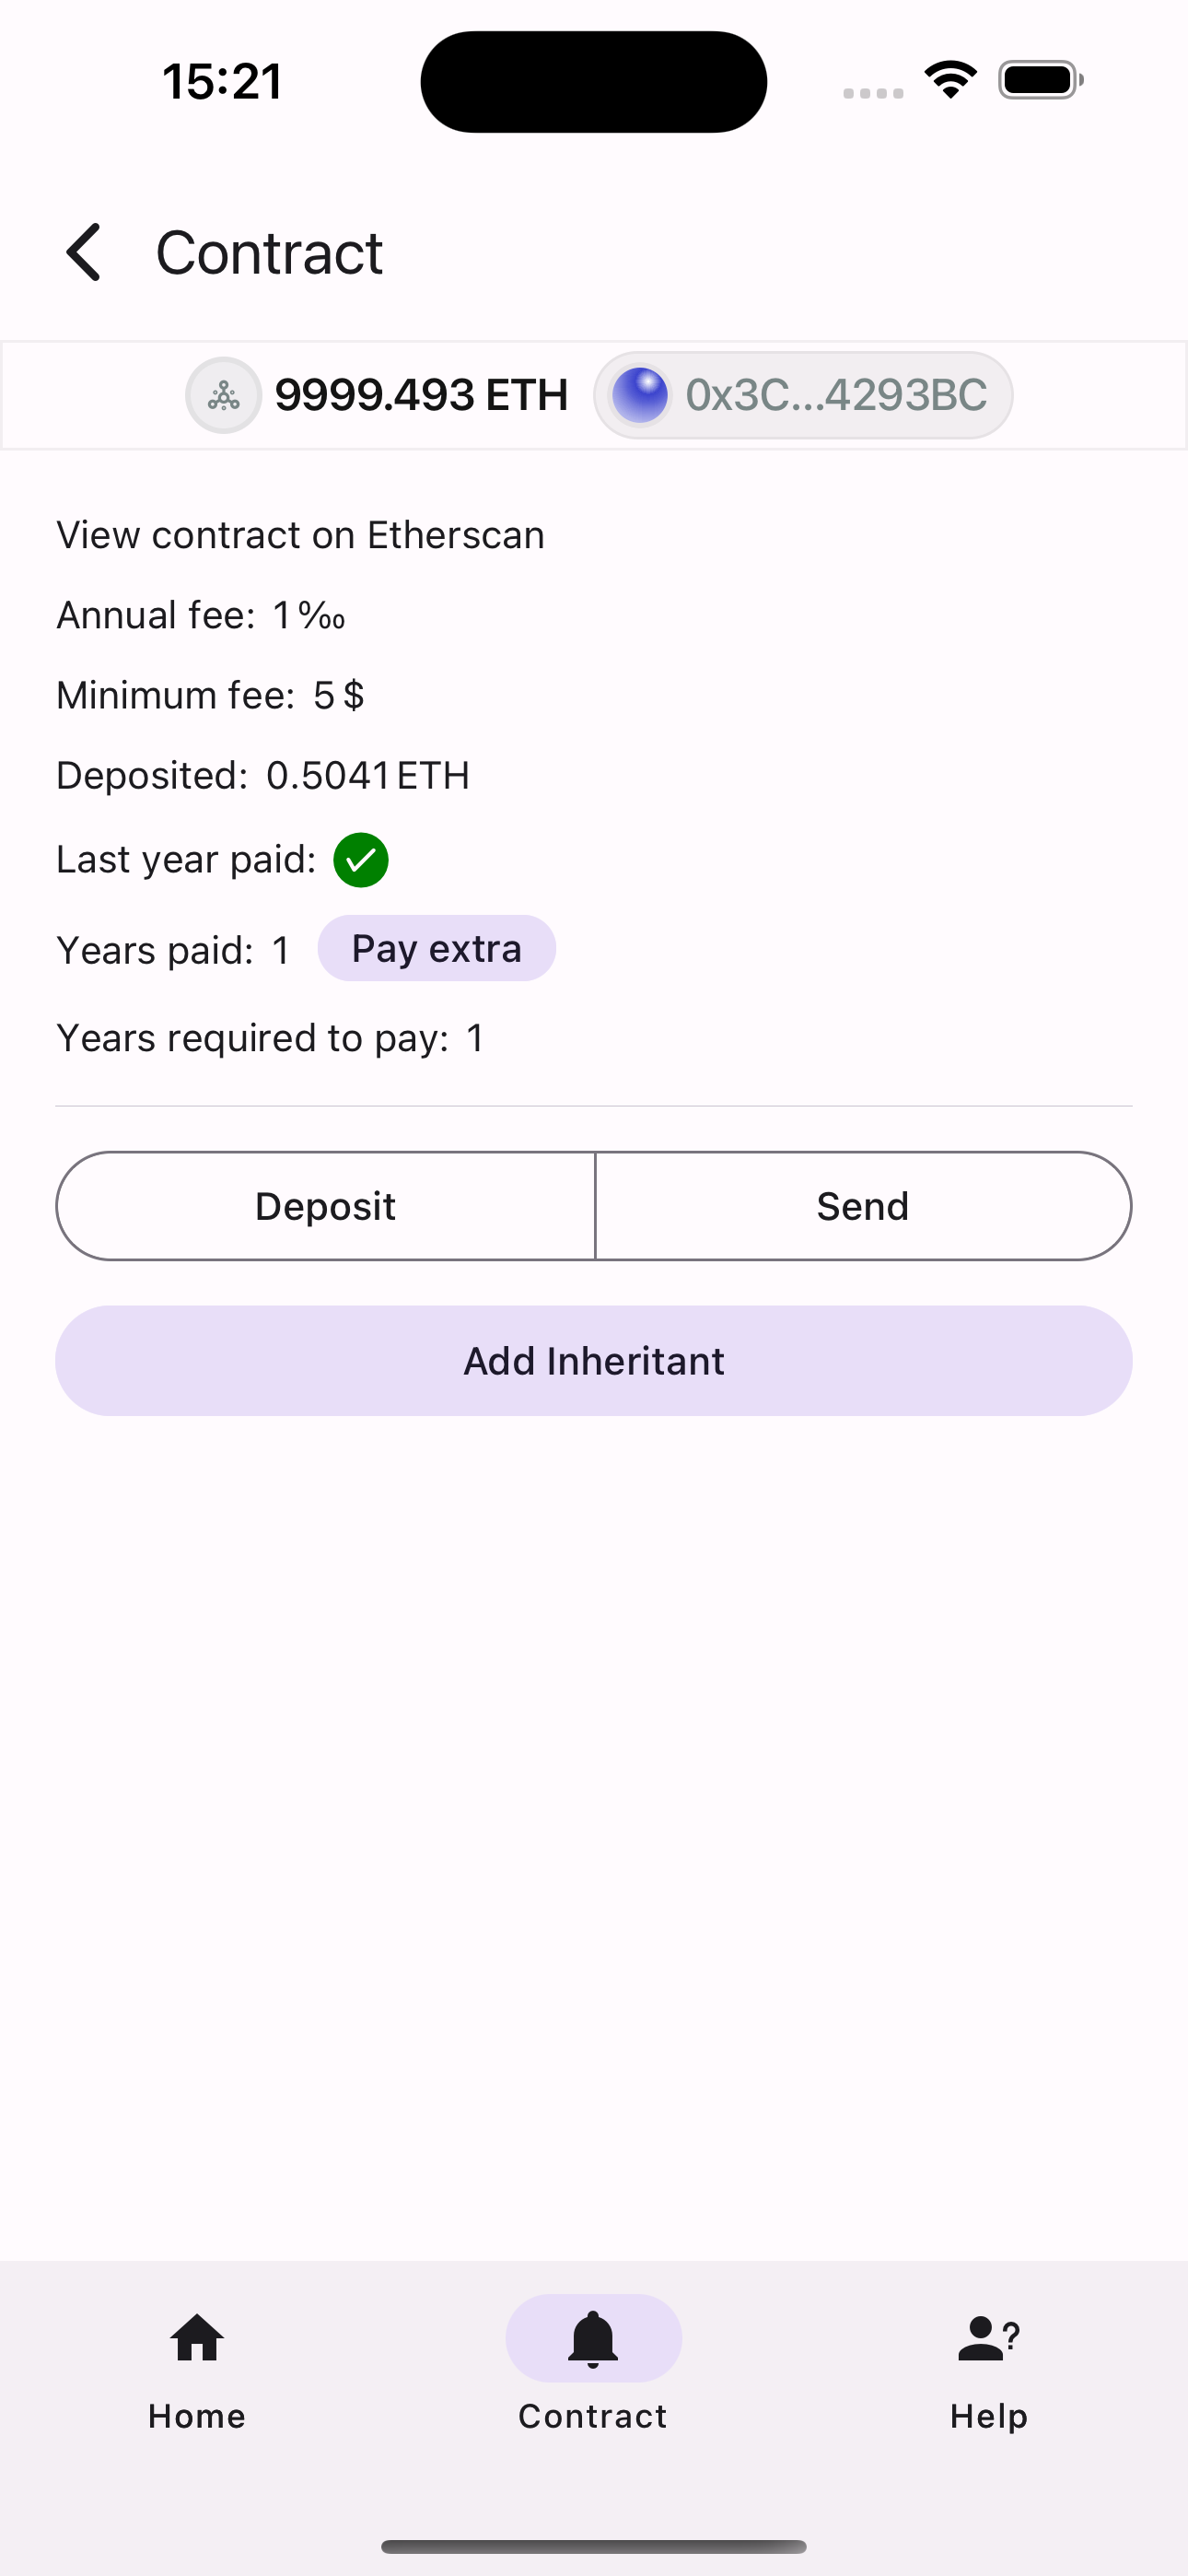 15:21
Contract
9999.493 ETH 0x3C...4293BC
View contract on Etherscan
Annual fee: 1 ‰
Minimum fee: 5 $
Deposited: 0.5041 ETH
Last year paid:
Years paid: 1 Pay extra
Years required to pay: 1
Deposit Send
Add Inheritant
Home Contract Help